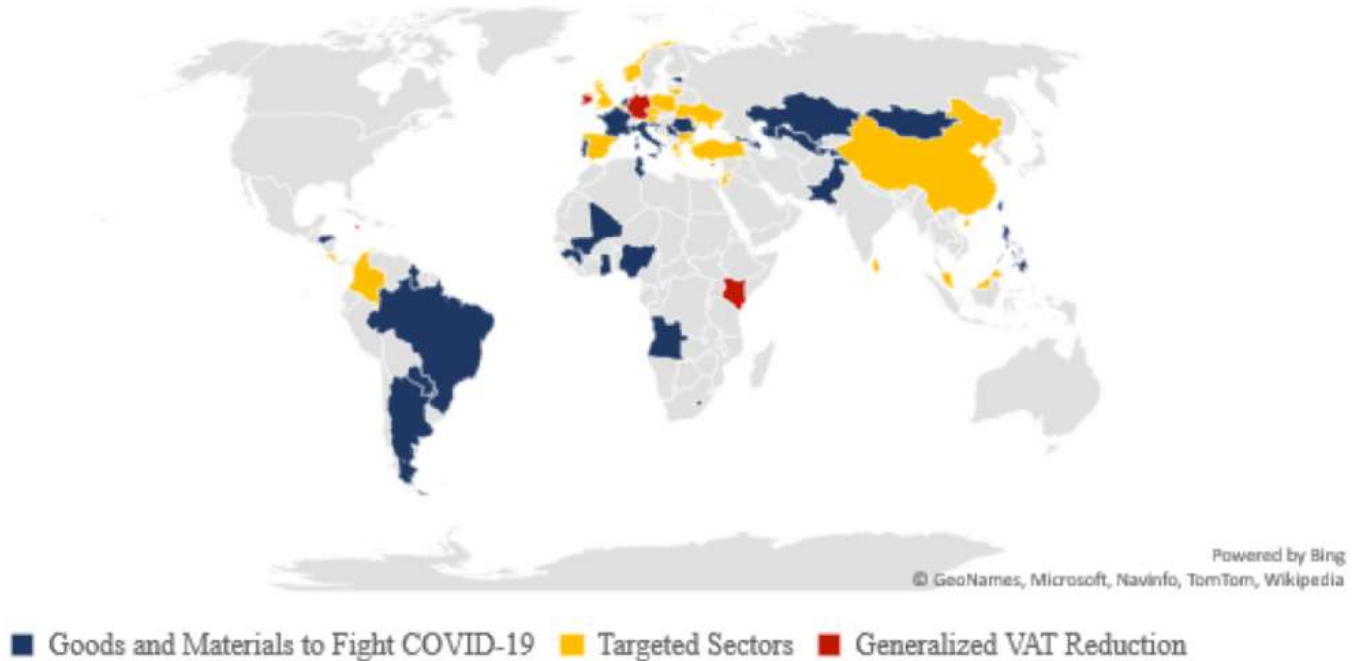 Powered by Bing
© GeoNames, Microsoft, Navinfo, TomTom, Wikipedia
Goods and Materials to Fight COVID-19 Targeted Sectors Generalized VAT Reduction